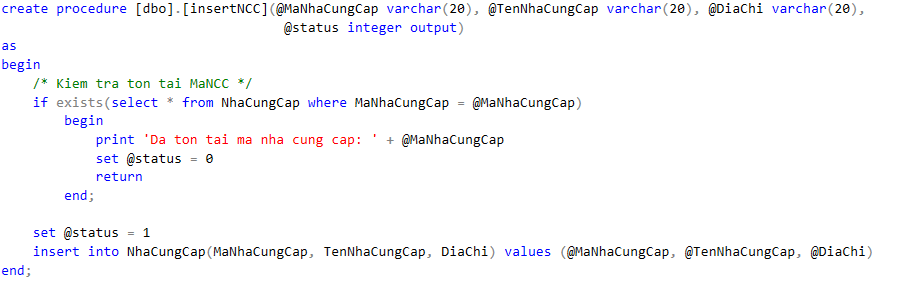 create procedure [dbo].[insertNCC](@MaNhaCungCap varchar(20), @TenNhaCungCap varchar(20), @DiaChi varchar(20),
@status integer output)
as
begin
/* Kiem tra ton tai MaNCC */
if exists(select * from NhaCungCap where MaNhaCungCap = @MaNhaCungCap)
begin
print 'Da ton tai ma nha cung cap: ' + @MaNhaCungCap
set @status = 0
return
end;
set @status = 1
insert into NhaCungCap(MaNhaCungCap, TenNhaCungCap, DiaChi) values (@MaNhaCungCap, @TenNhaCungCap, @DiaChi)
end;